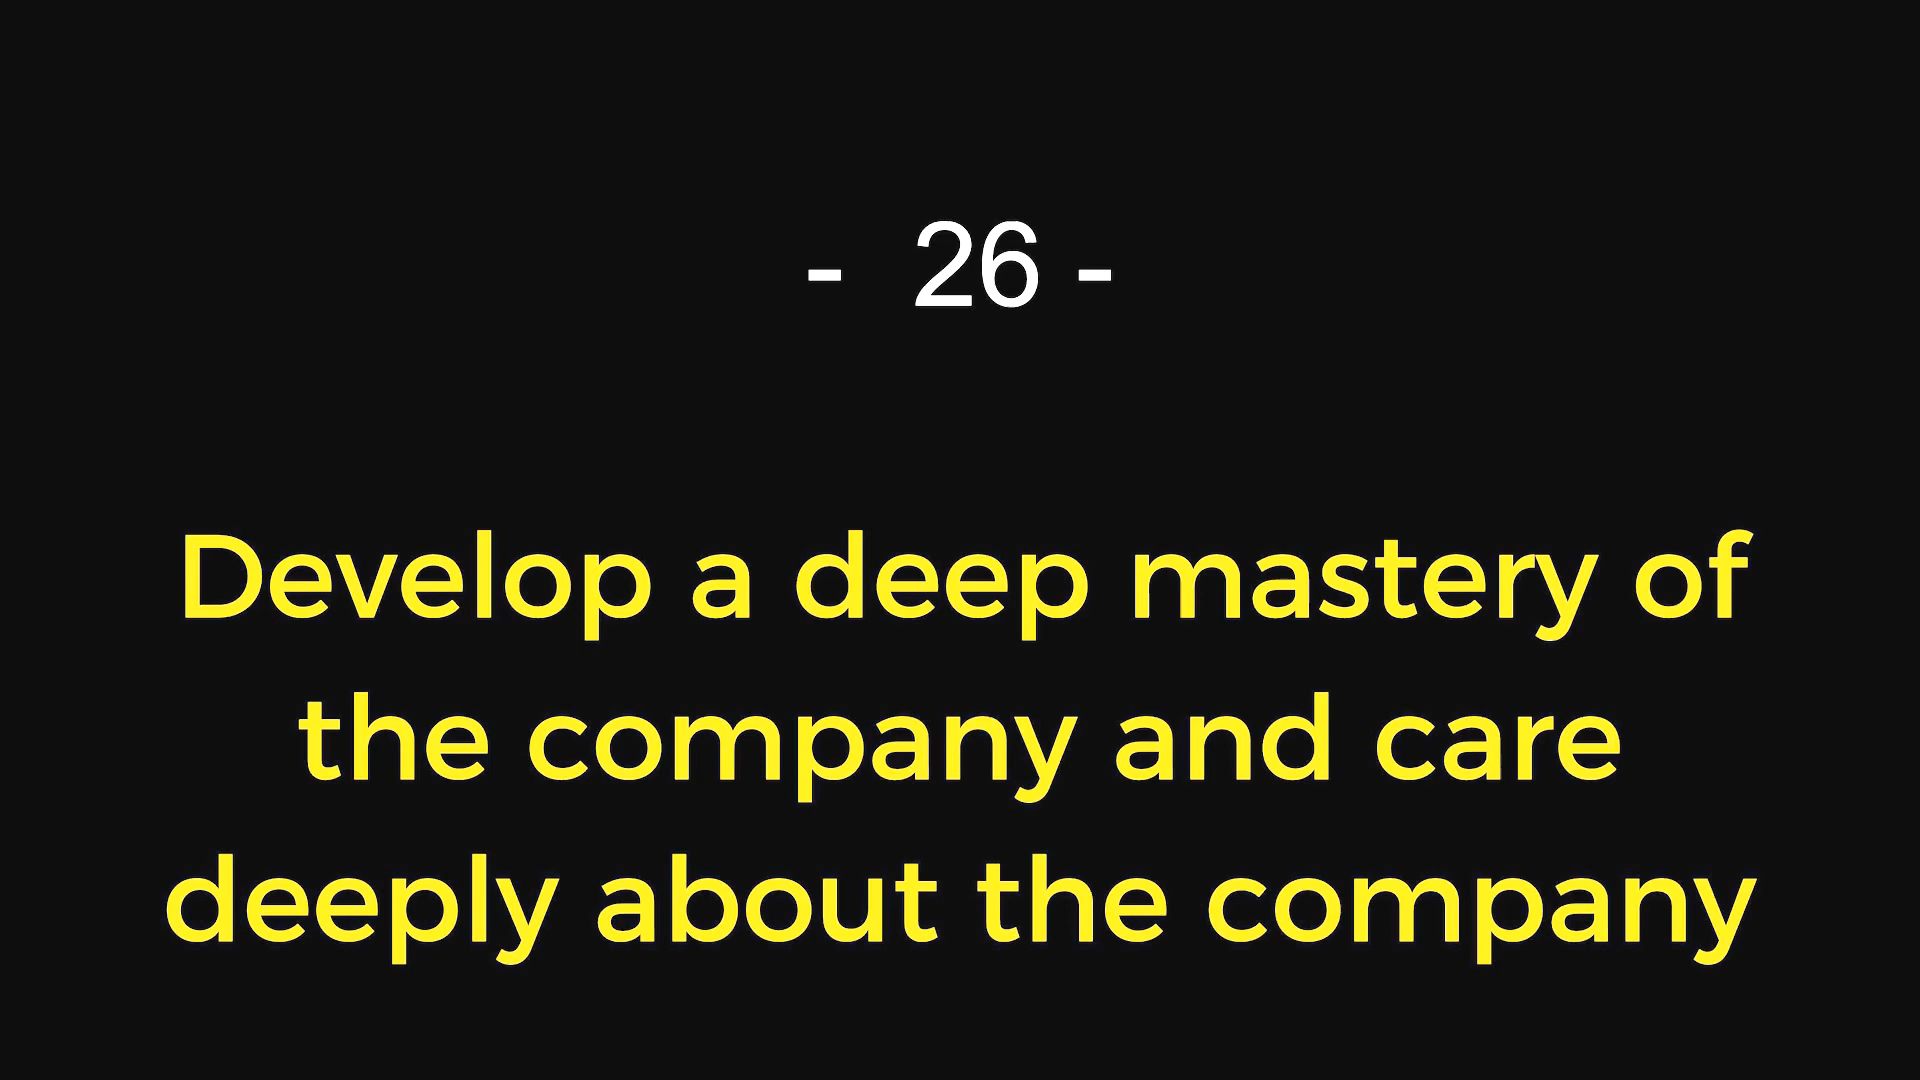 - 26 -
Develop a deep mastery of
the company and care
deeply about the company